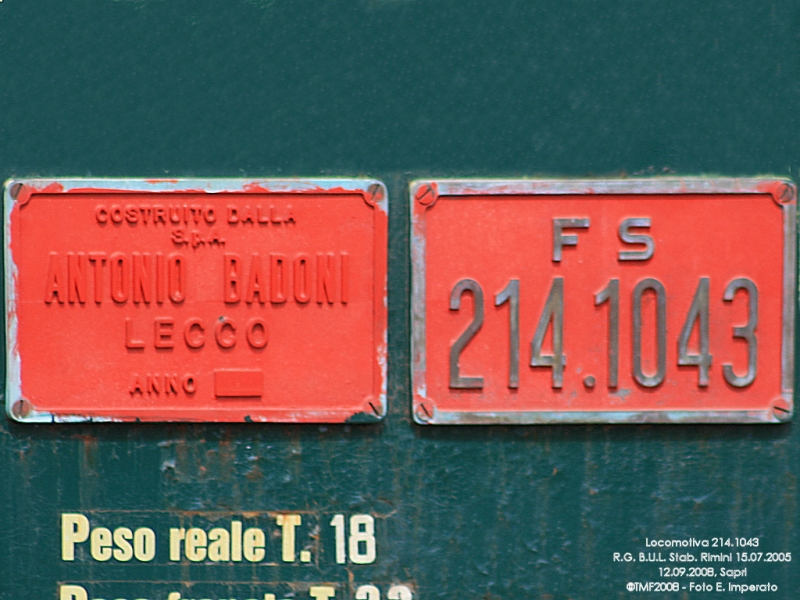 COSTRUITO DALLA
S.p.A.
ANTONIO BADONI
LECCO
ANNO
FS
214.1043
Peso reale T. 18
Locomotiva 214.1043
R.G. B.U.L. Stab. Rimini 15.07.2005
12.09.2008, Sapri
©TMF2008 - Foto E. Imperato